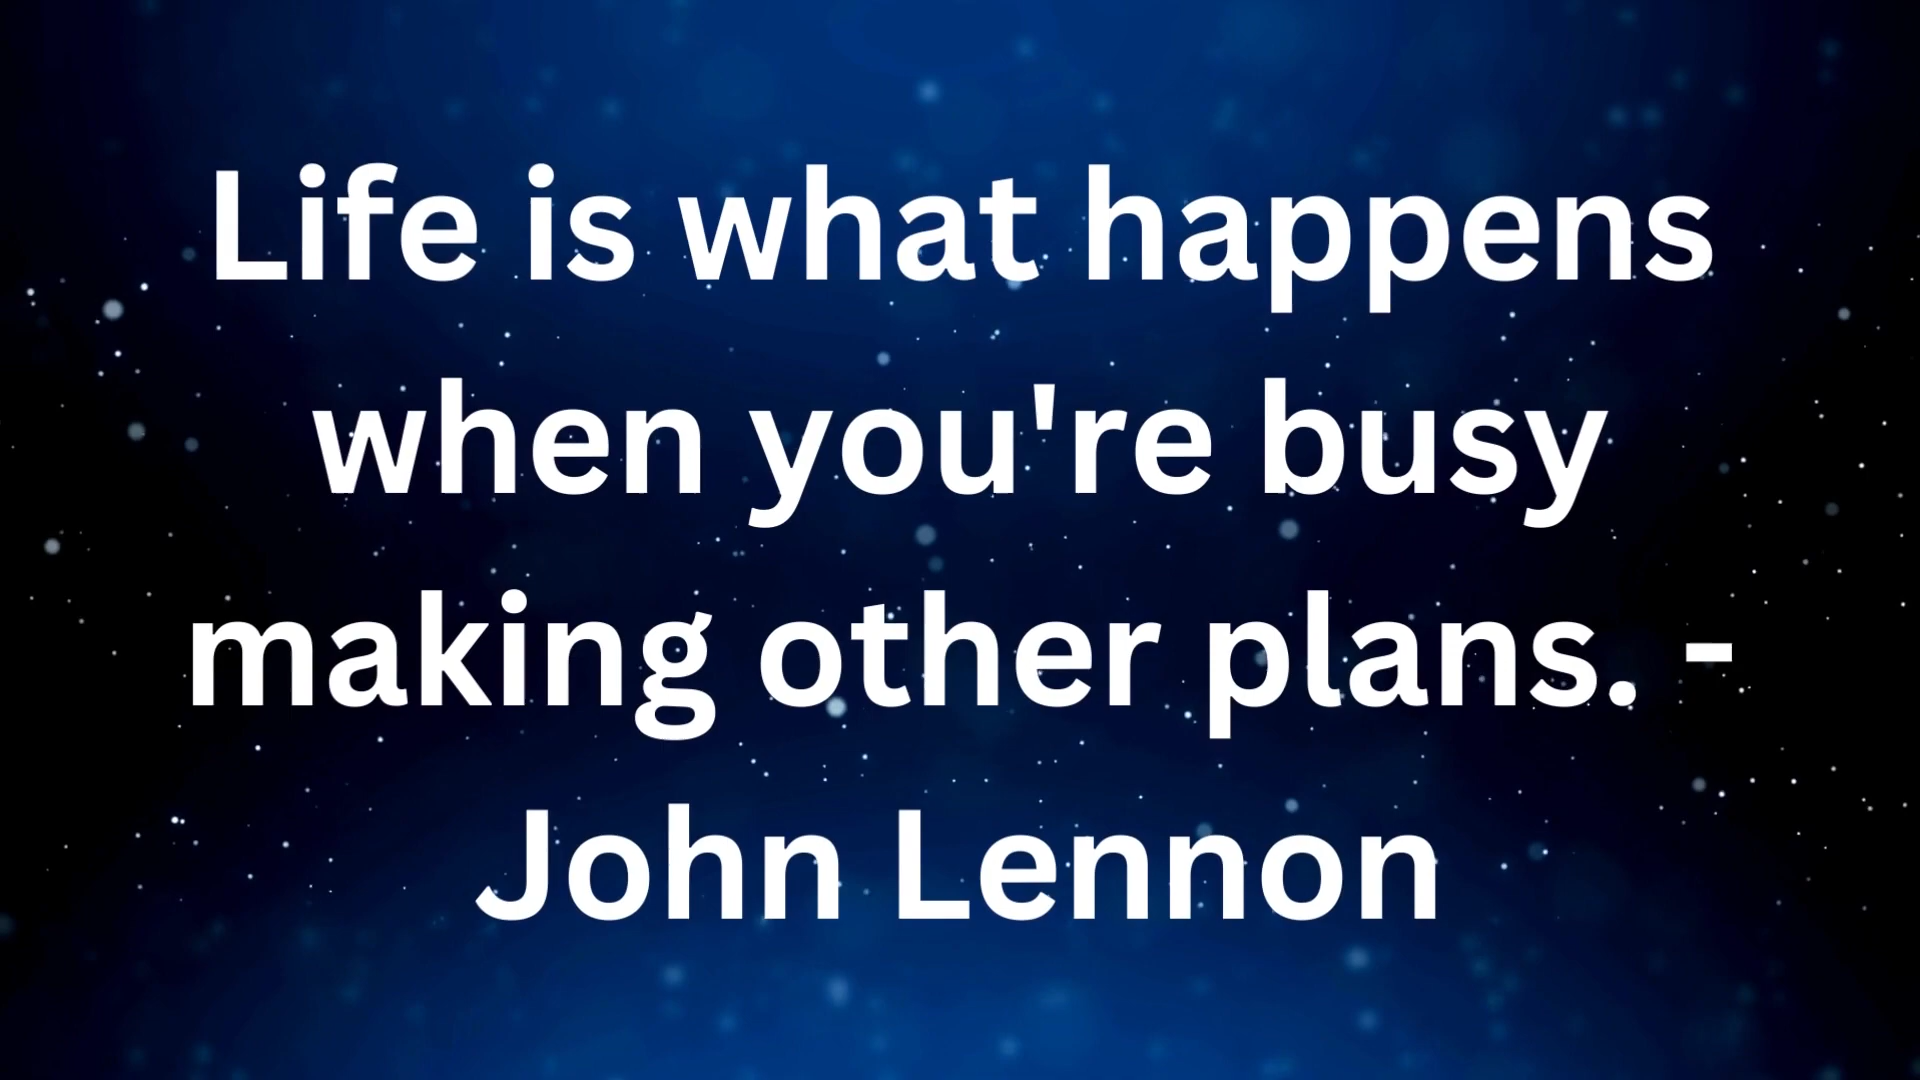 Life is what happens
when you're busy
making other plans. -
John Lennon